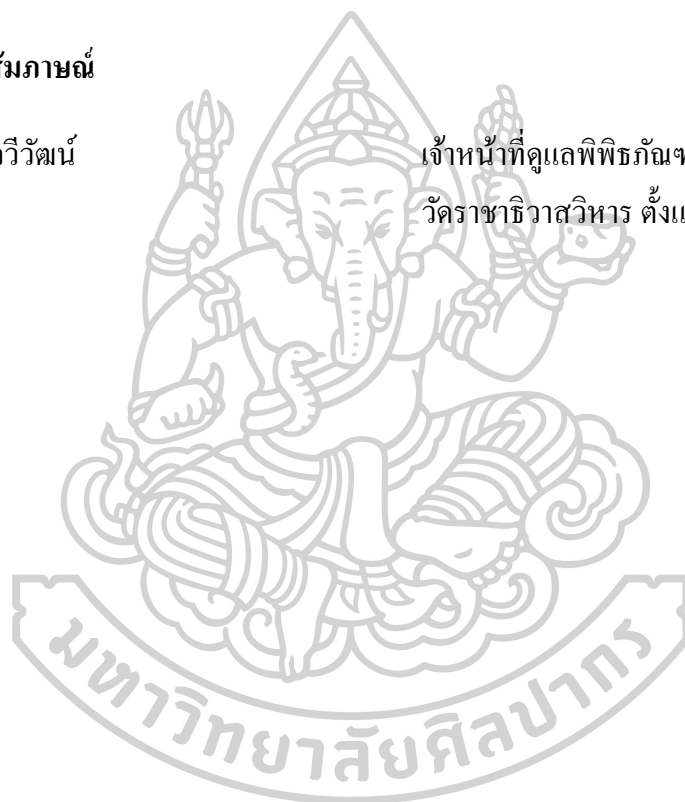 สัมภาษณ์
วีวัฒน์ เจ้าหน้าที่ดูแลพิพิธภัณฑ
วัดราชาธิวาสวิหาร ตั้งแ
มหาวิทยาลัยศิลปากร